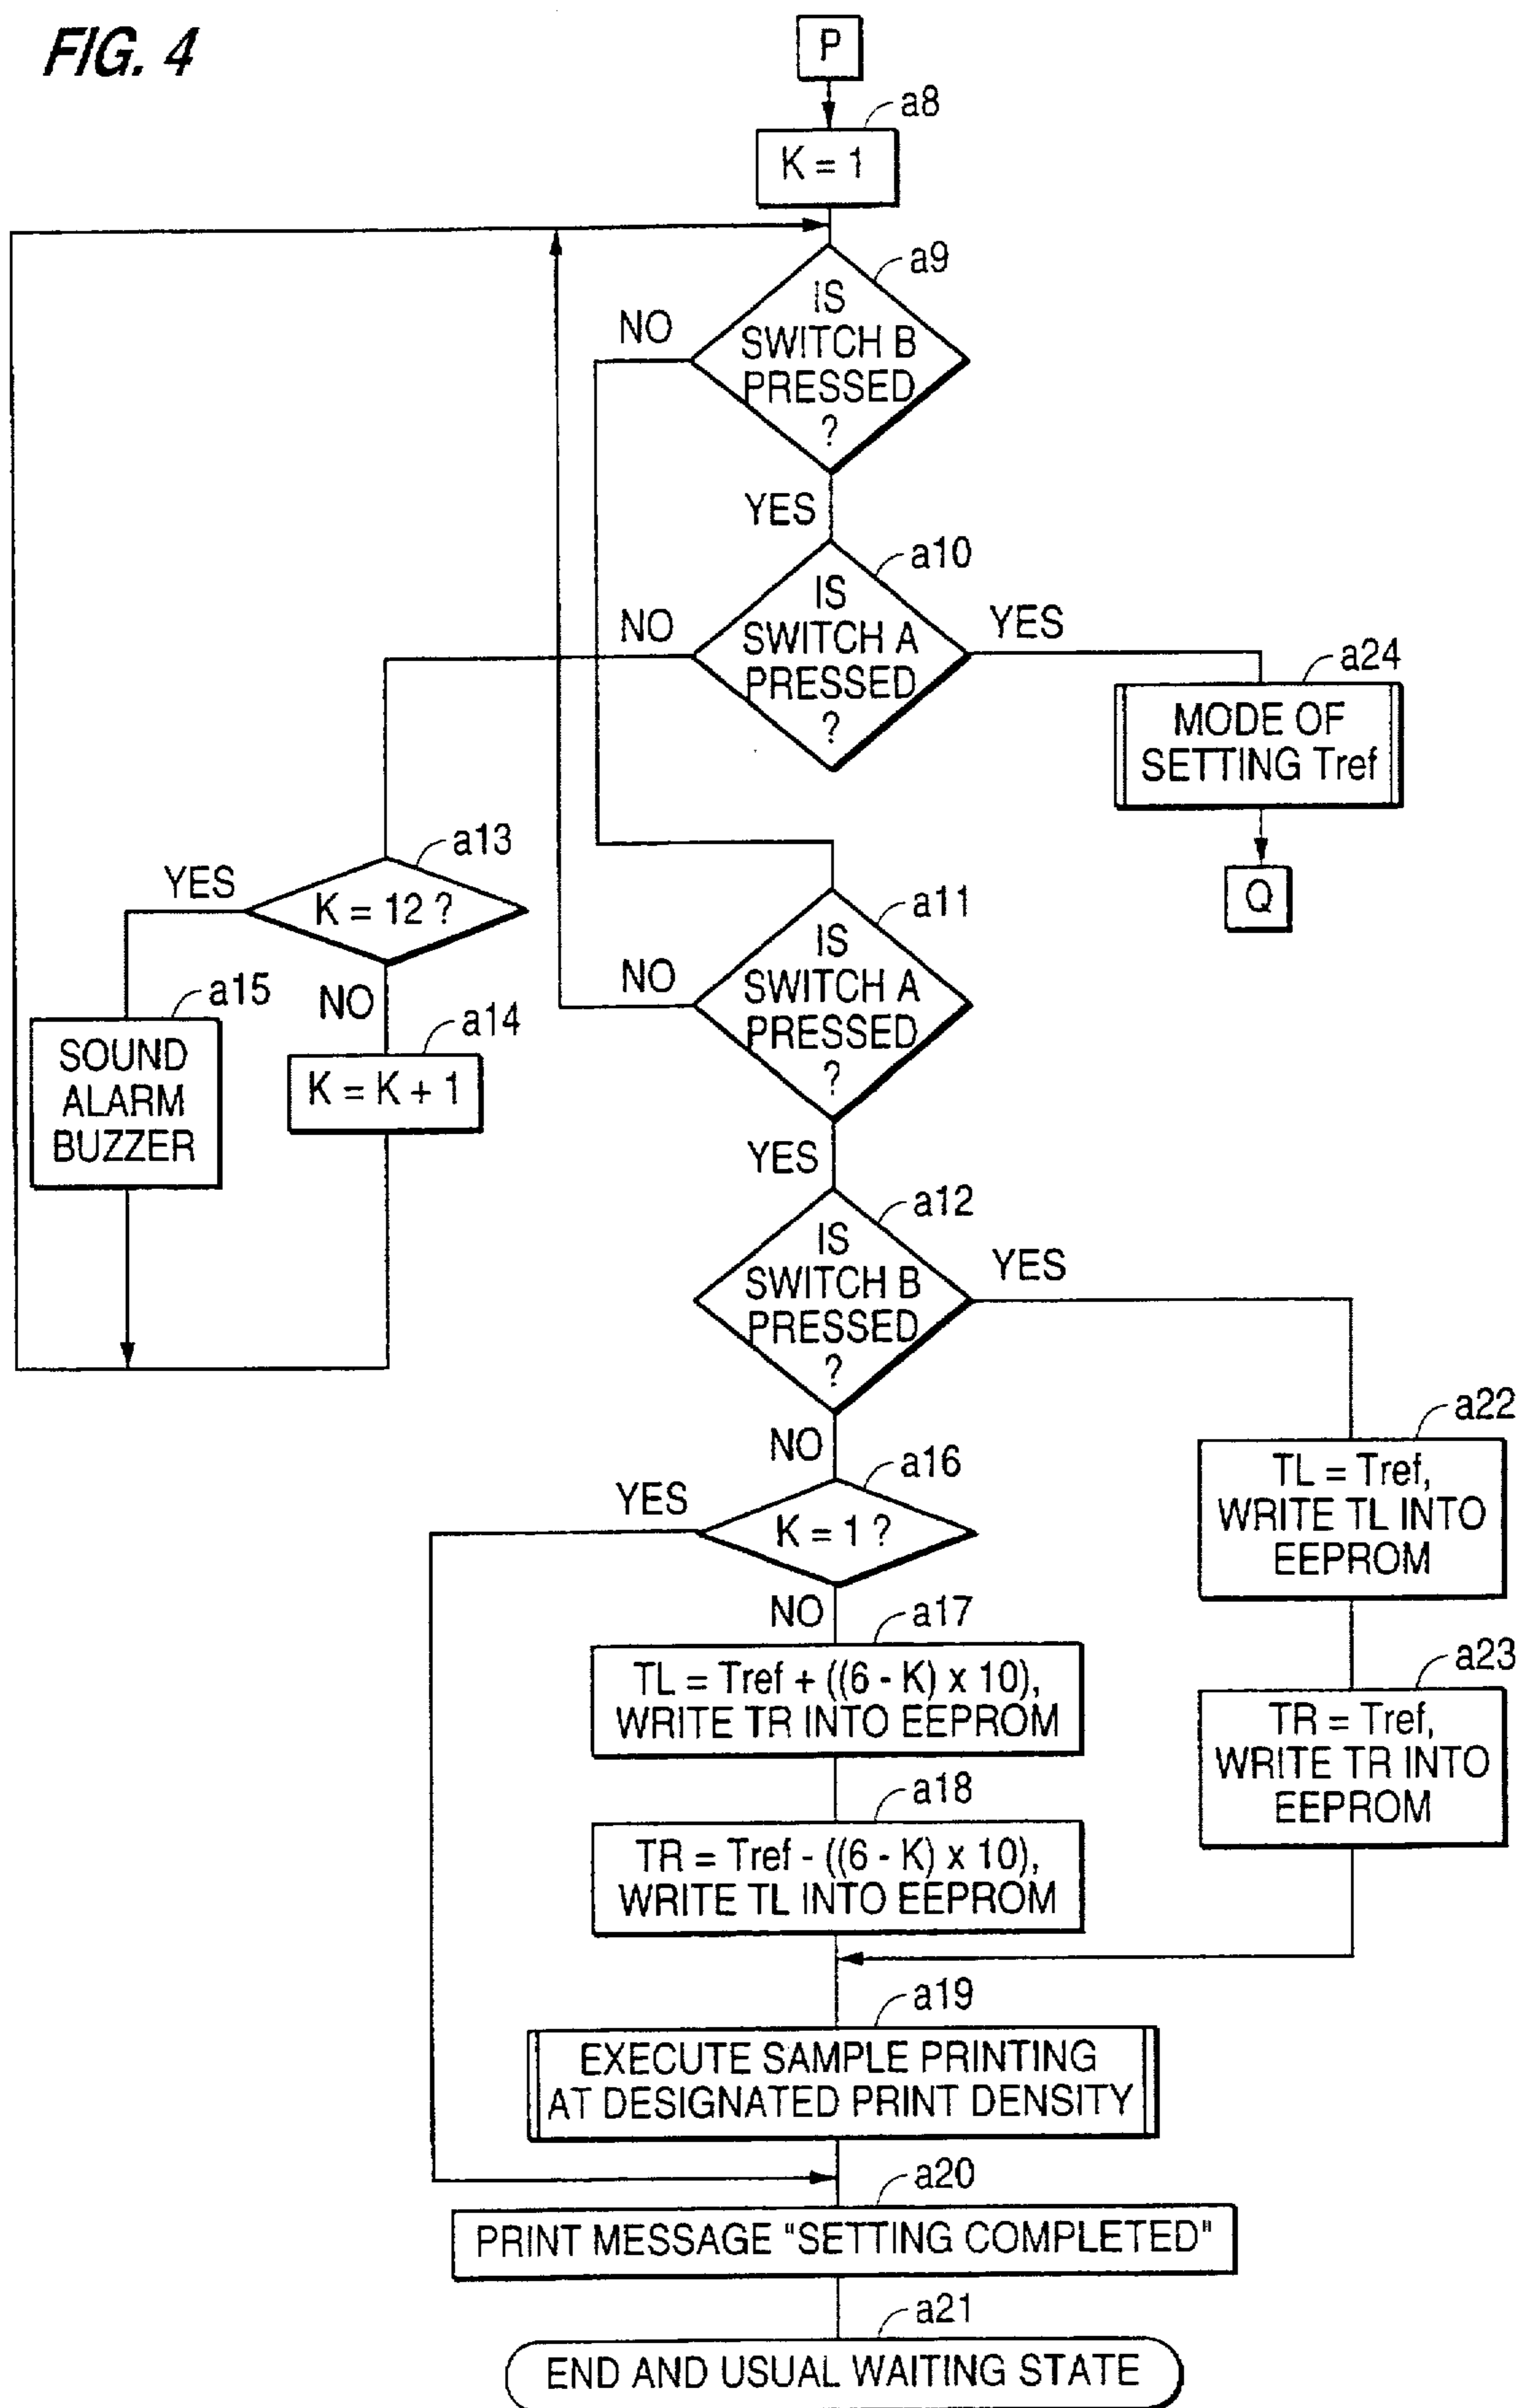 FIG. 4
P
a8
K = 1
a9
IS
SWITCH B
PRESSED
?
NO
YES
a10
IS
SWITCH A
PRESSED
?
NO
YES
a24
MODE OF
SETTING Tref
Q
a13
K = 12 ?
YES
NO
a15
SOUND
ALARM
BUZZER
a14
K = K + 1
a11
IS
SWITCH A
PRESSED
?
NO
YES
a12
IS
SWITCH B
PRESSED
?
YES
NO
a22
TL = Tref,
WRITE TL INTO
EEPROM
a16
K = 1 ?
YES
NO
a17
TL = Tref + ((6 - K) x 10),
WRITE TR INTO EEPROM
a23
TR = Tref,
WRITE TR INTO
EEPROM
a18
TR = Tref - ((6 - K) x 10),
WRITE TL INTO EEPROM
a19
EXECUTE SAMPLE PRINTING
AT DESIGNATED PRINT DENSITY
a20
PRINT MESSAGE "SETTING COMPLETED"
a21
END AND USUAL WAITING STATE